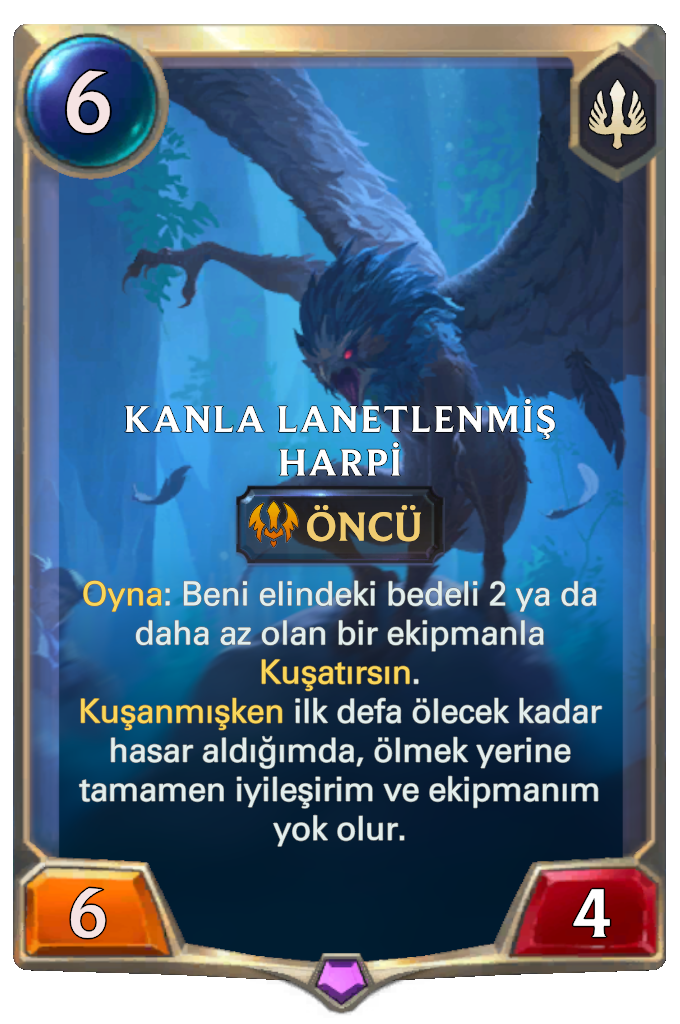 6
KANLA LANETLENMİŞ
HARPİ
ÖNCÜ
Oyna: Beni elindeki bedeli 2 ya da
daha az olan bir ekipmanla
Kuşatırsın.
Kuşanmışken ilk defa ölecek kadar
hasar aldığımda, ölmek yerine
tamamen iyileşirim ve ekipmanım
yok olur.
6
4